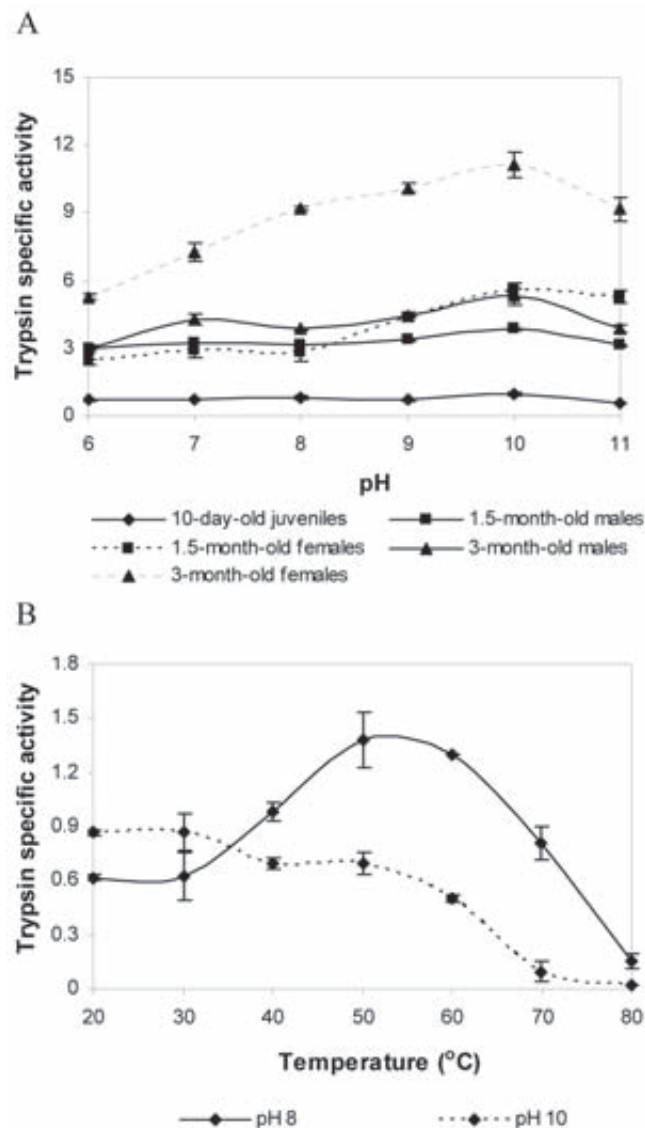 A
15
12
9
6
3
0
Trypsin specific activity
6 7 8 9 10 11
pH
10-day-old juveniles 1.5-month-old males
1.5-month-old females 3-month-old males
3-month-old females
B
1.8
1.5
1.2
0.9
0.6
0.3
0
Trypsin specific activity
20 30 40 50 60 70 80
Temperature (°C)
pH 8 pH 10